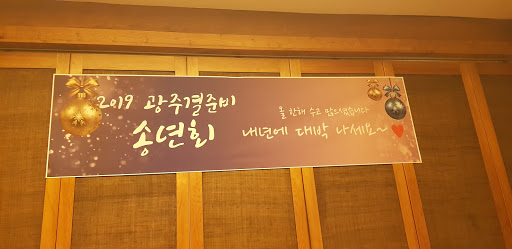 2019 광주결준비
송년회
올 한해 수고 많으셨습니다
내년에 대박 나세요~♥